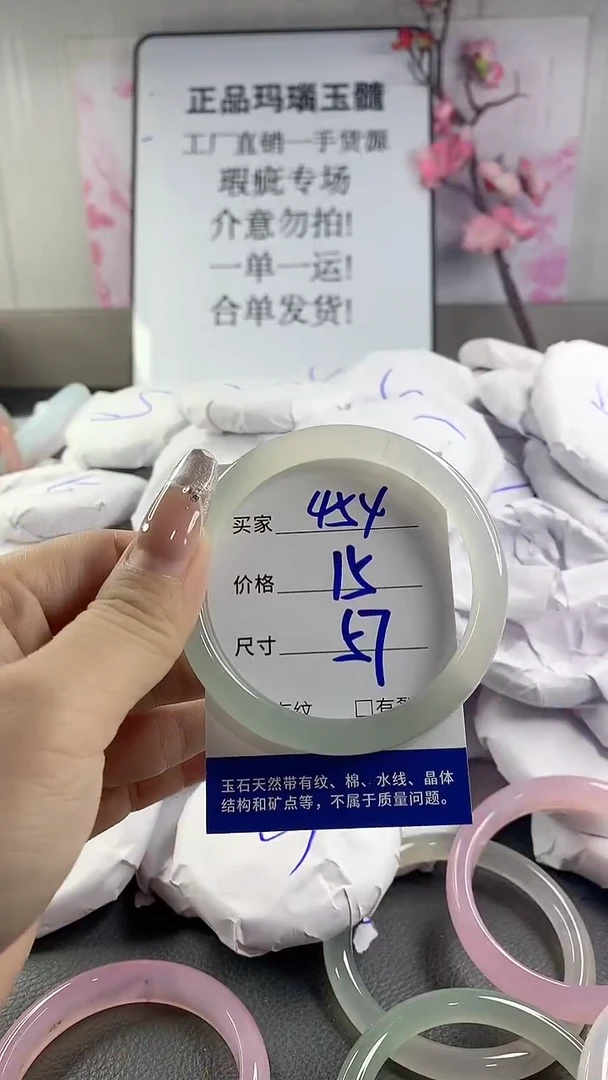 正品玛瑙玉髓
工厂直销一手货源
瑕疵专场
介意勿拍!
一单一运!
合单发货!
买家 454
价格 15
尺寸 57
纹 □有
玉石天然带有纹、棉、水线、晶体
结构和矿点等，不属于质量问题。